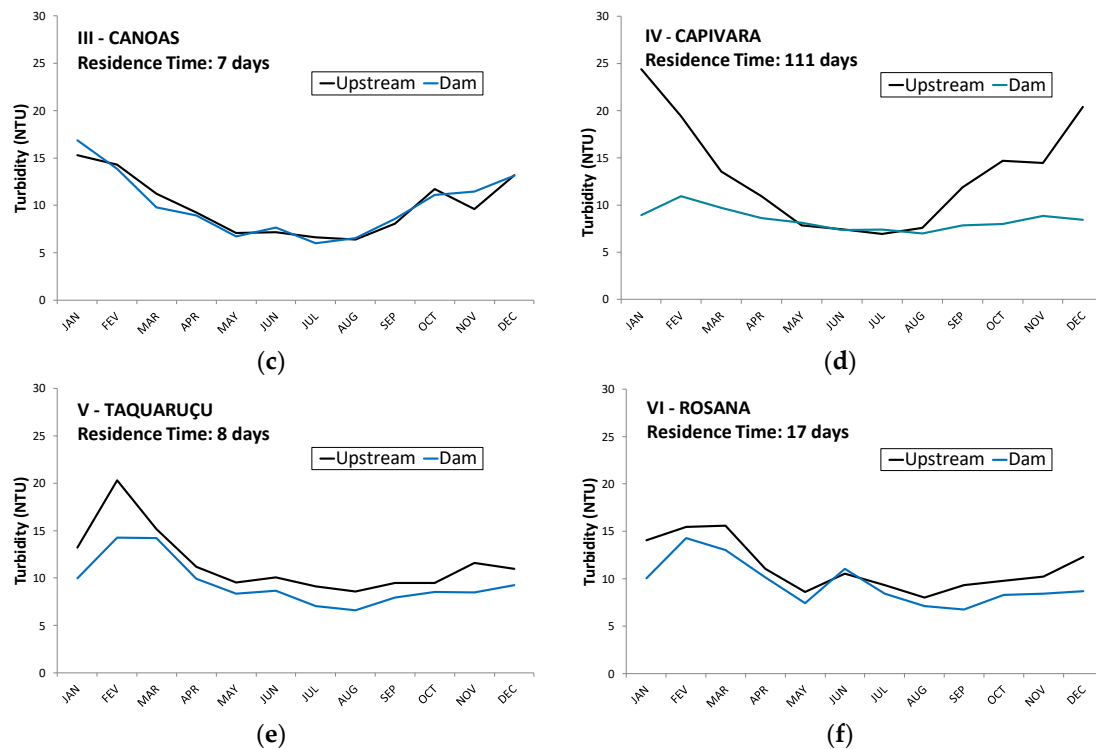 III - CANOAS
Residence Time: 7 days
Upstream Dam
Turbidity (NTU)
30
25
20
15
10
5
0
JAN FEV MAR APR MAY JUN JUL AUG SEP OCT NOV DEC
(c)
IV - CAPIVARA
Residence Time: 111 days
Upstream Dam
Turbidity (NTU)
30
25
20
15
10
5
0
JAN FEV MAR APR MAY JUN JUL AUG SEP OCT NOV DEC
(d)
V - TAQUARUÇU
Residence Time: 8 days
Upstream Dam
Turbidity (NTU)
30
25
20
15
10
5
0
JAN FEV MAR APR MAY JUN JUL AUG SEP OCT NOV DEC
(e)
VI - ROSANA
Residence Time: 17 days
Upstream Dam
Turbidity (NTU)
30
25
20
15
10
5
0
JAN FEV MAR APR MAY JUN JUL AUG SEP OCT NOV DEC
(f)